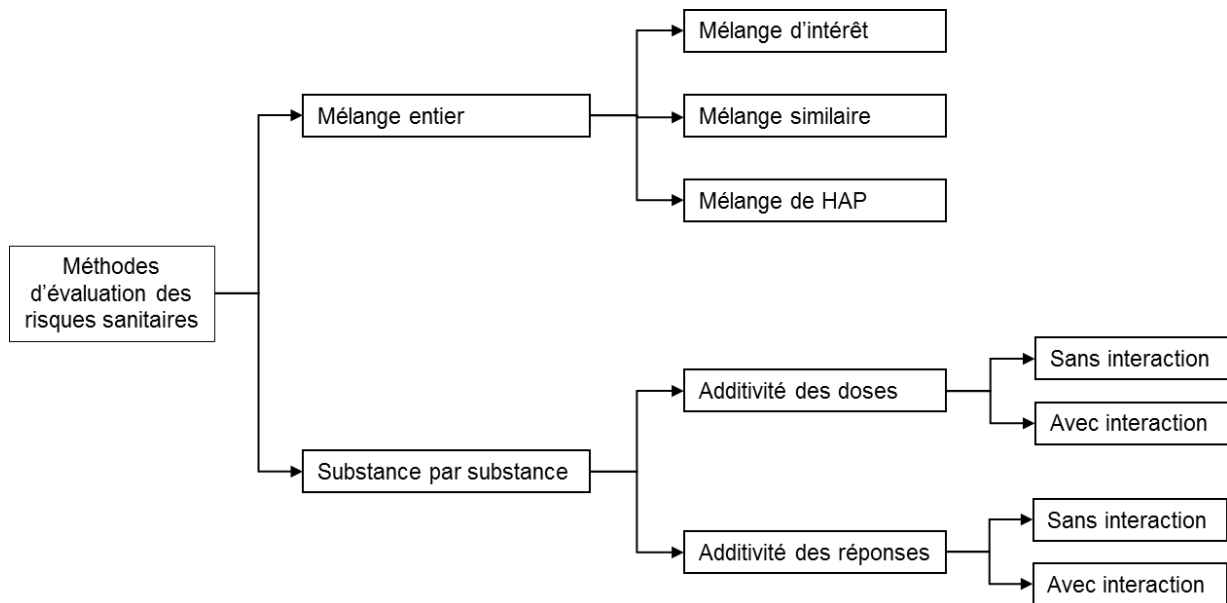 Mélange d’intérêt
Mélange entier
Mélange similaire
Mélange de HAP
Méthodes
d’évaluation des
risques sanitaires
Sans interaction
Additivité des doses
Avec interaction
Substance par substance
Sans interaction
Additivité des réponses
Avec interaction